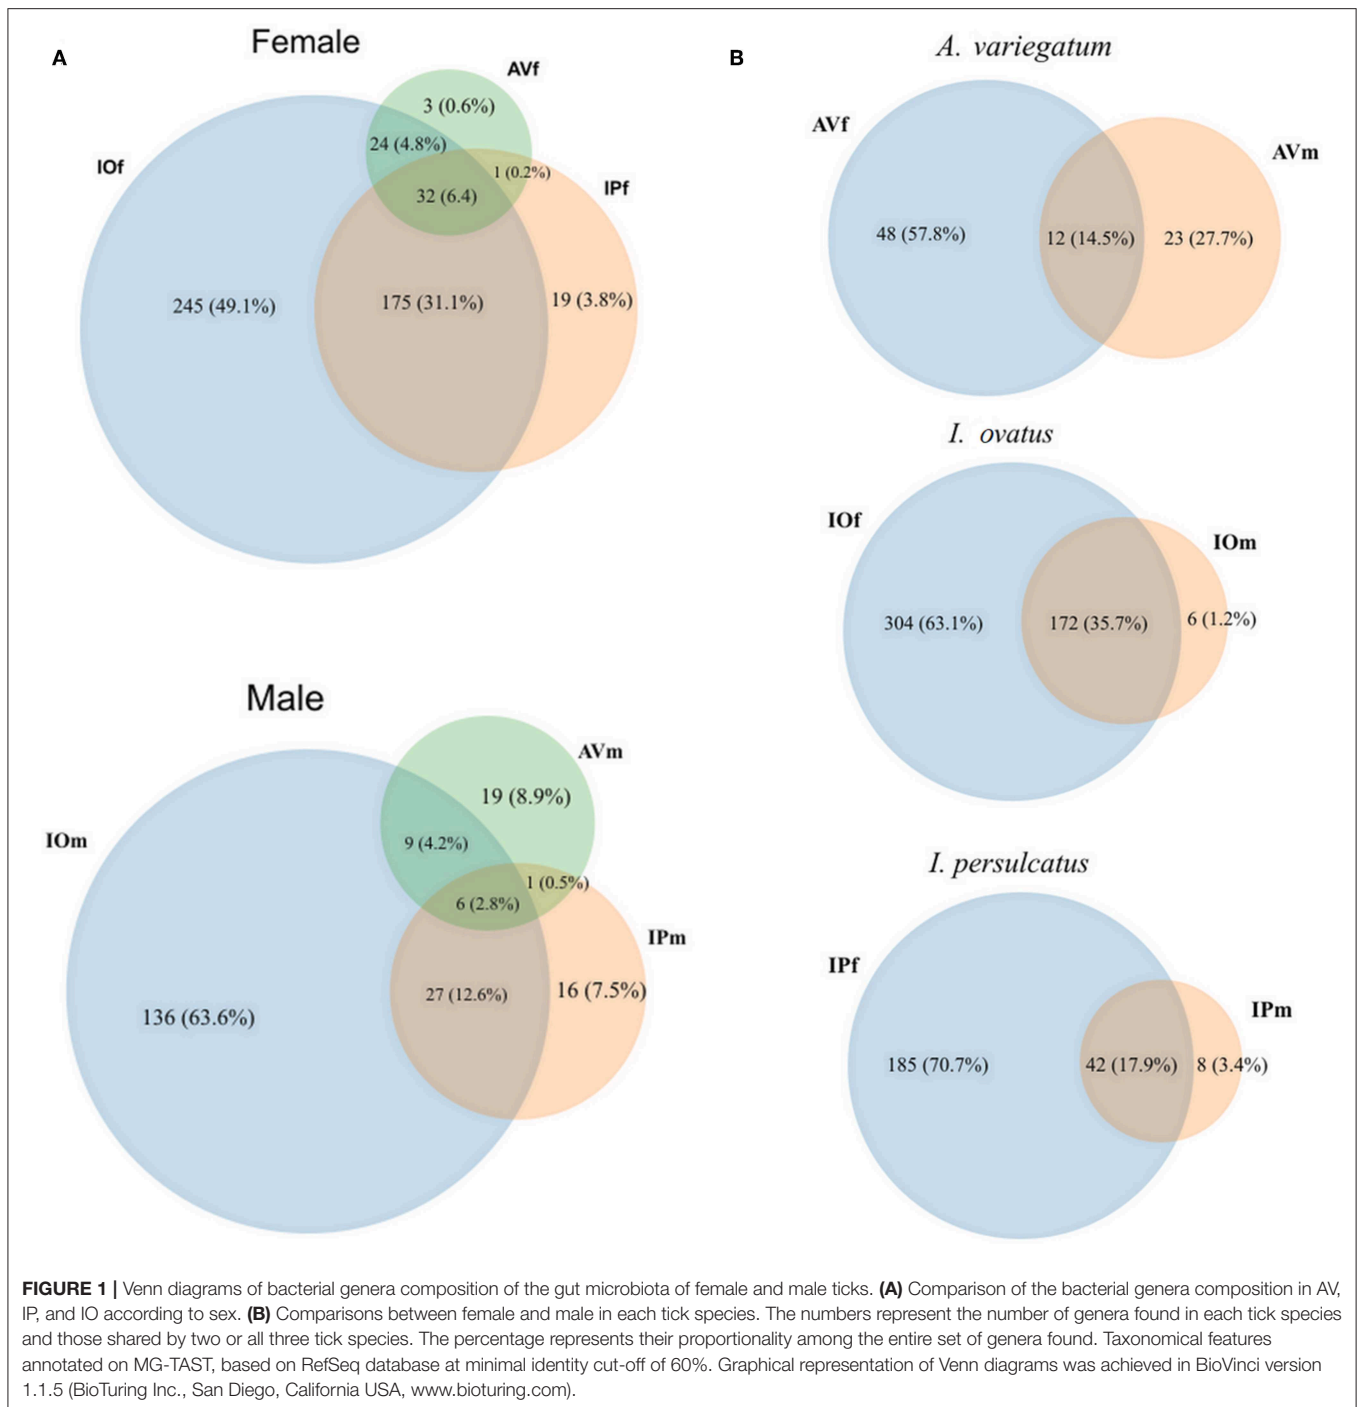 A
Female
AVf
3 (0.6%)
24 (4.8%)
1 (0.2%)
IOf
IPf
32 (6.4)
245 (49.1%)
175 (31.1%)
19 (3.8%)
Male
AVm
19 (8.9%)
IOm
9 (4.2%)
1 (0.5%)
6 (2.8%)
IPm
27 (12.6%)
16 (7.5%)
136 (63.6%)
B
A. variegatum
AVf
AVm
48 (57.8%)
12 (14.5%)
23 (27.7%)
I. ovatus
IOf
IOm
304 (63.1%)
172 (35.7%)
6 (1.2%)
I. persulcatus
IPf
IPm
185 (70.7%)
42 (17.9%)
8 (3.4%)
FIGURE 1 | Venn diagrams of bacterial genera composition of the gut microbiota of female and male ticks. (A) Comparison of the bacterial genera composition in AV,
IP, and IO according to sex. (B) Comparisons between female and male in each tick species. The numbers represent the number of genera found in each tick species
and those shared by two or all three tick species. The percentage represents their proportionality among the entire set of genera found. Taxonomical features
annotated on MG-TAST, based on RefSeq database at minimal identity cut-off of 60%. Graphical representation of Venn diagrams was achieved in BioVinci version
1.1.5 (BioTuring Inc., San Diego, California USA, www.bioturing.com).